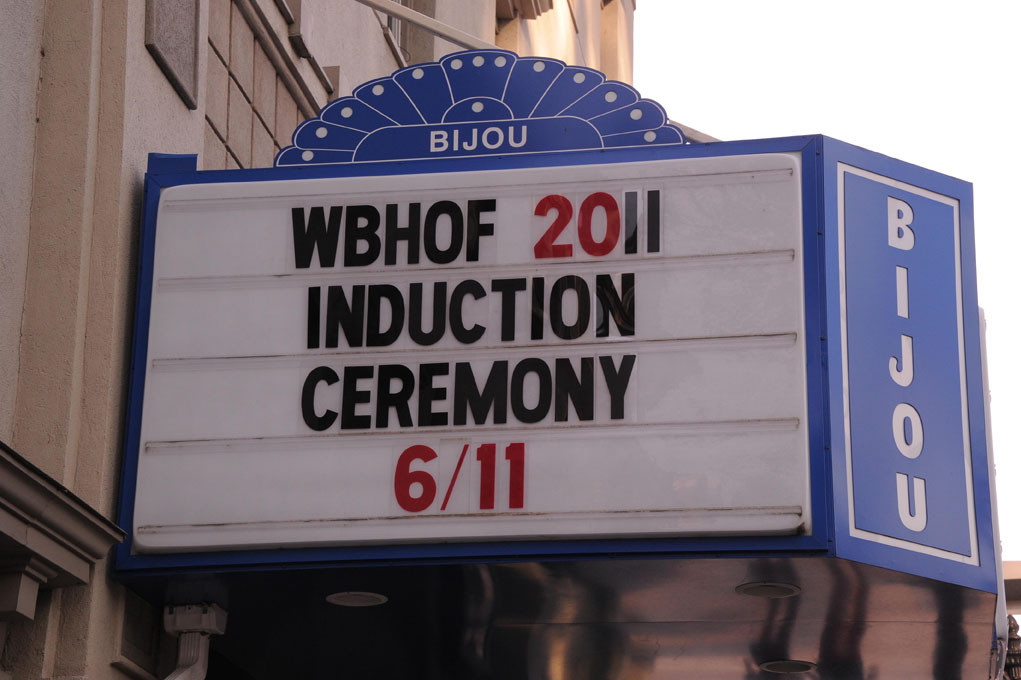 BIJOU
WBHOF 2011
INDUCTION
CEREMONY
6/11
BIJOU